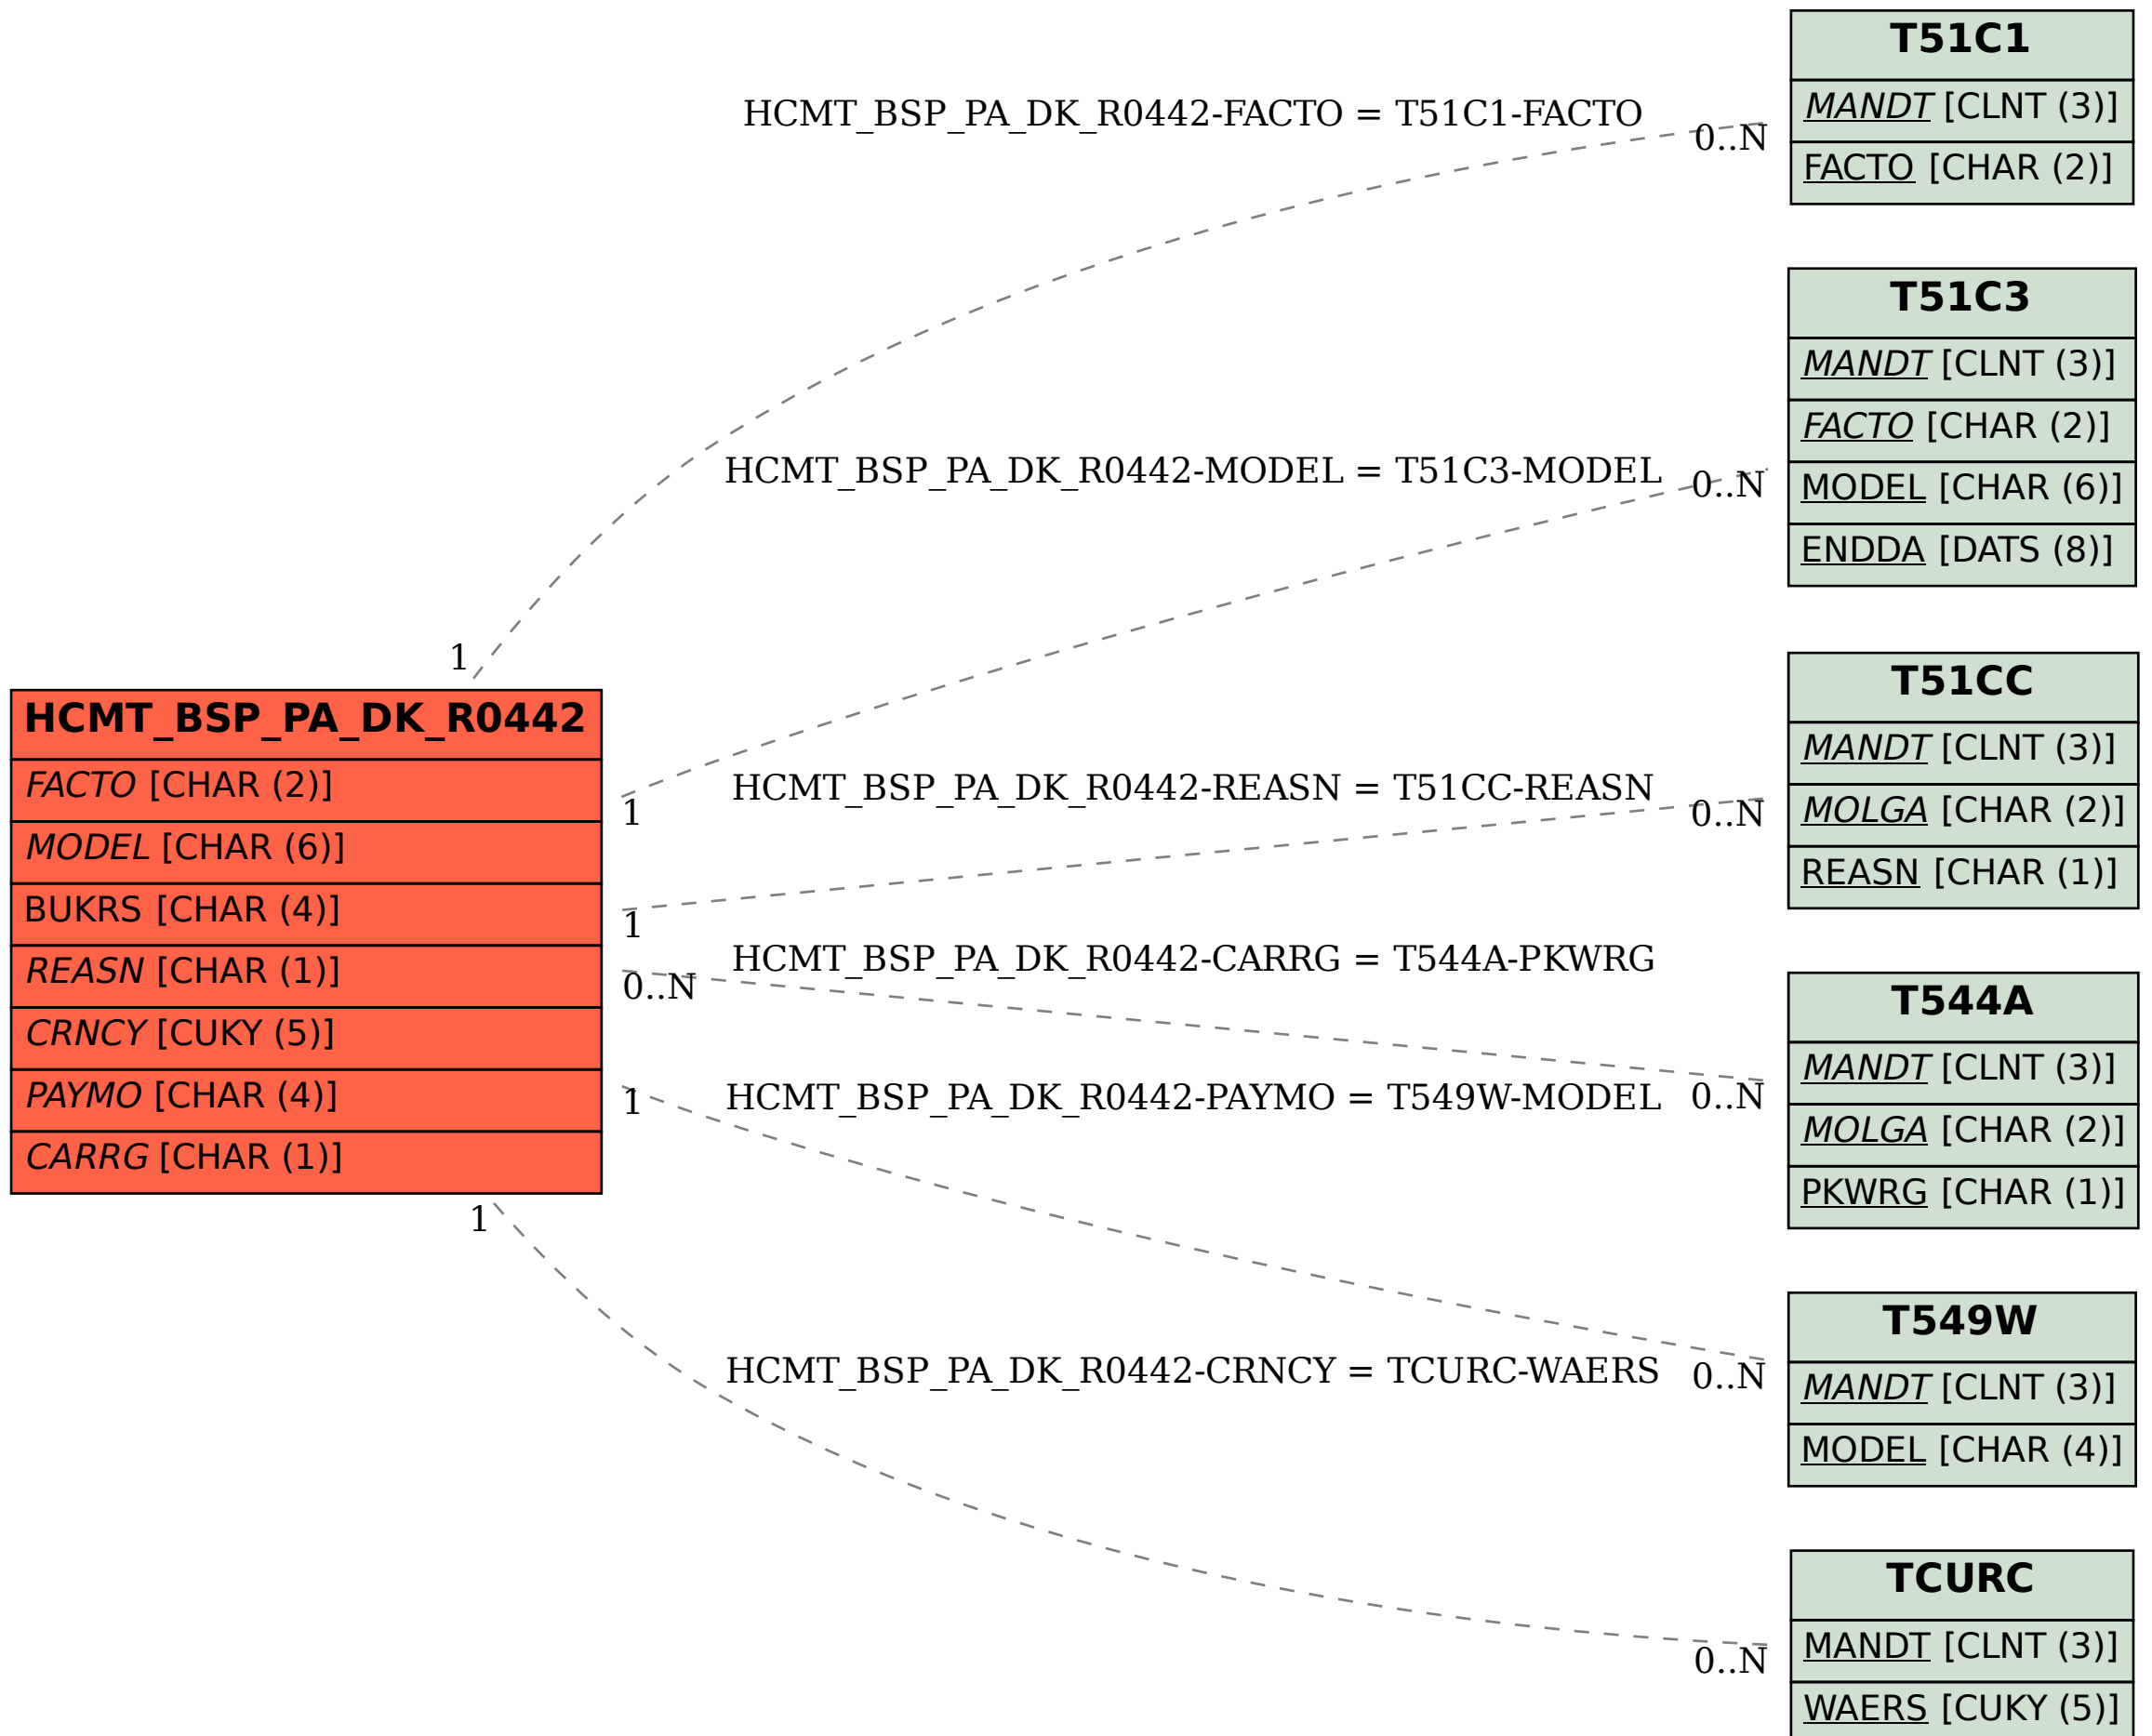 T51C1
MANDT [CLNT (3)]
FACTO [CHAR (2)]
HCMT_BSP_PA_DK_R0442-FACTO = T51C1-FACTO
0..N
1
T51C3
MANDT [CLNT (3)]
FACTO [CHAR (2)]
MODEL [CHAR (6)]
ENDDA [DATS (8)]
HCMT_BSP_PA_DK_R0442-MODEL = T51C3-MODEL
0..N
1
HCMT_BSP_PA_DK_R0442
FACTO [CHAR (2)]
MODEL [CHAR (6)]
BUKRS [CHAR (4)]
REASN [CHAR (1)]
CRNCY [CUKY (5)]
PAYMO [CHAR (4)]
CARRG [CHAR (1)]
T51CC
MANDT [CLNT (3)]
MOLGA [CHAR (2)]
REASN [CHAR (1)]
HCMT_BSP_PA_DK_R0442-REASN = T51CC-REASN
0..N
1
HCMT_BSP_PA_DK_R0442-CARRG = T544A-PKWRG
0..N
0..N
T544A
MANDT [CLNT (3)]
MOLGA [CHAR (2)]
PKWRG [CHAR (1)]
HCMT_BSP_PA_DK_R0442-PAYMO = T549W-MODEL
1
0..N
T549W
MANDT [CLNT (3)]
MODEL [CHAR (4)]
HCMT_BSP_PA_DK_R0442-CRNCY = TCURC-WAERS
1
0..N
TCURC
MANDT [CLNT (3)]
WAERS [CUKY (5)]